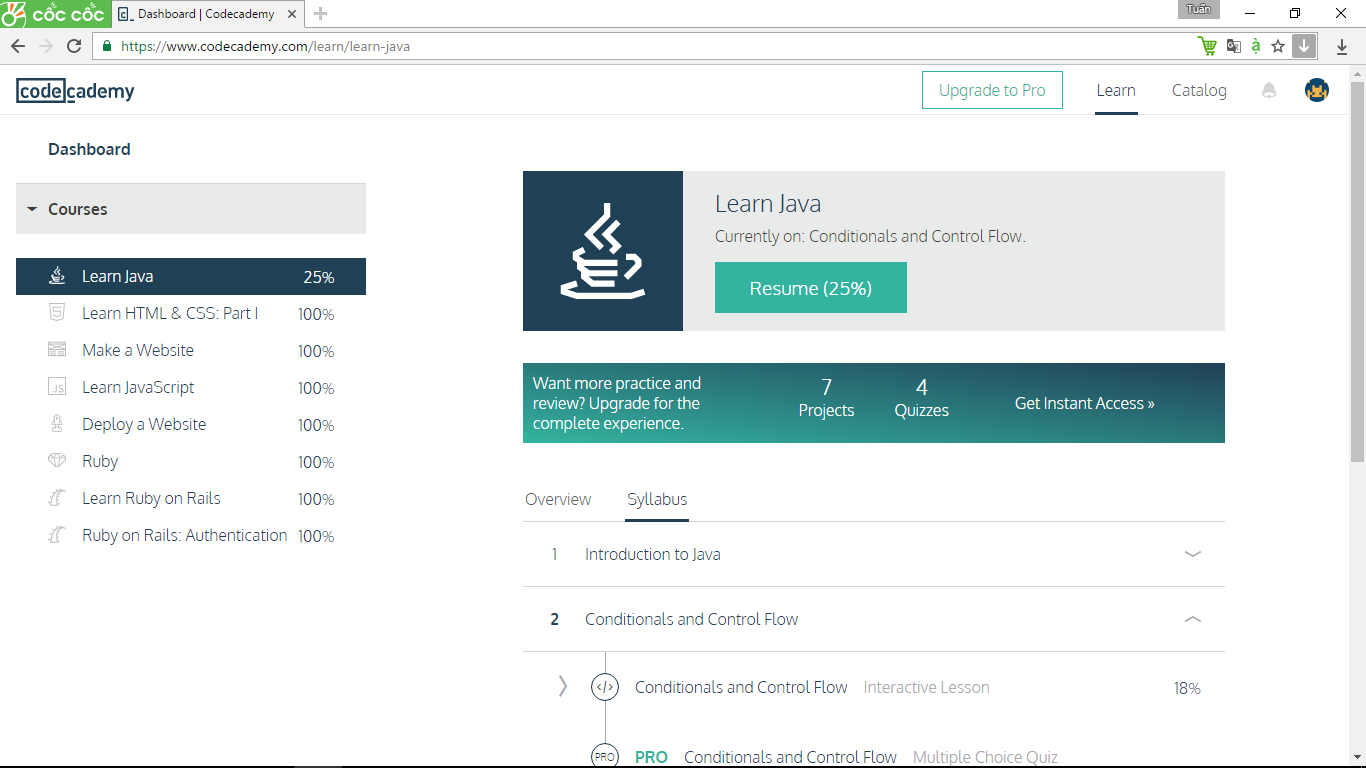 CỐC CỐC
Dashboard | Codecademy
Tuấn
https://www.codecademy.com/learn/learn-java
codecademy
Upgrade to Pro
Learn
Catalog
Dashboard
Courses
Learn Java 25%
Learn HTML & CSS: Part I 100%
Make a Website 100%
JS Learn JavaScript 100%
Deploy a Website 100%
Ruby 100%
Learn Ruby on Rails 100%
Ruby on Rails: Authentication 100%
Learn Java
Currently on: Conditionals and Control Flow.
Resume (25%)
Want more practice and
review? Upgrade for the
complete experience.
7
Projects
4
Quizzes
Get Instant Access »
Overview
Syllabus
1 Introduction to Java
2 Conditionals and Control Flow
</> Conditionals and Control Flow Interactive Lesson 18%
PRO PRO Conditionals and Control Flow Multiple Choice Quiz